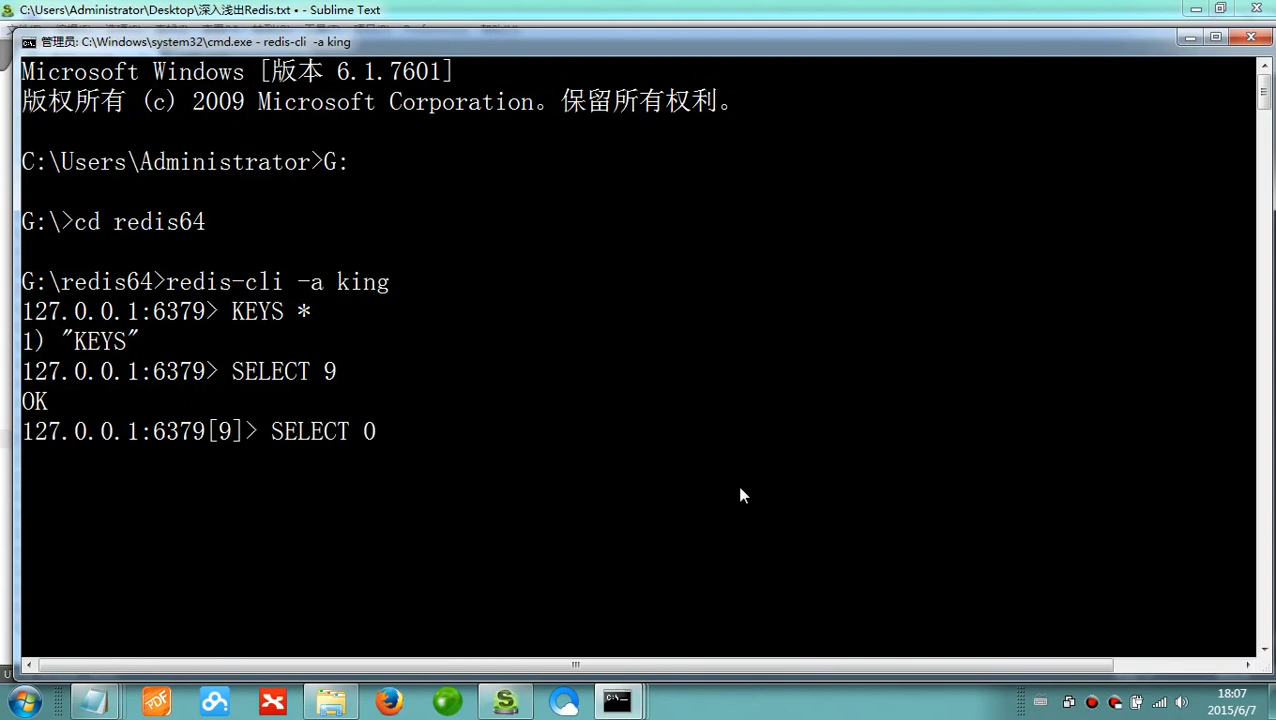 C:\Users\Administrator\Desktop\深入浅出Redis.txt • - Sublime Text
管理员: C:\Windows\system32\cmd.exe - redis-cli  -a king
Microsoft Windows [版本 6.1.7601]
版权所有 (c) 2009 Microsoft Corporation。保留所有权利。
C:\Users\Administrator>G:
G:\>cd redis64
G:\redis64>redis-cli -a king
127.0.0.1:6379> KEYS *
1) "KEYS"
127.0.0.1:6379> SELECT 9
OK
127.0.0.1:6379[9]> SELECT 0
PDF
18:07
2015/6/7